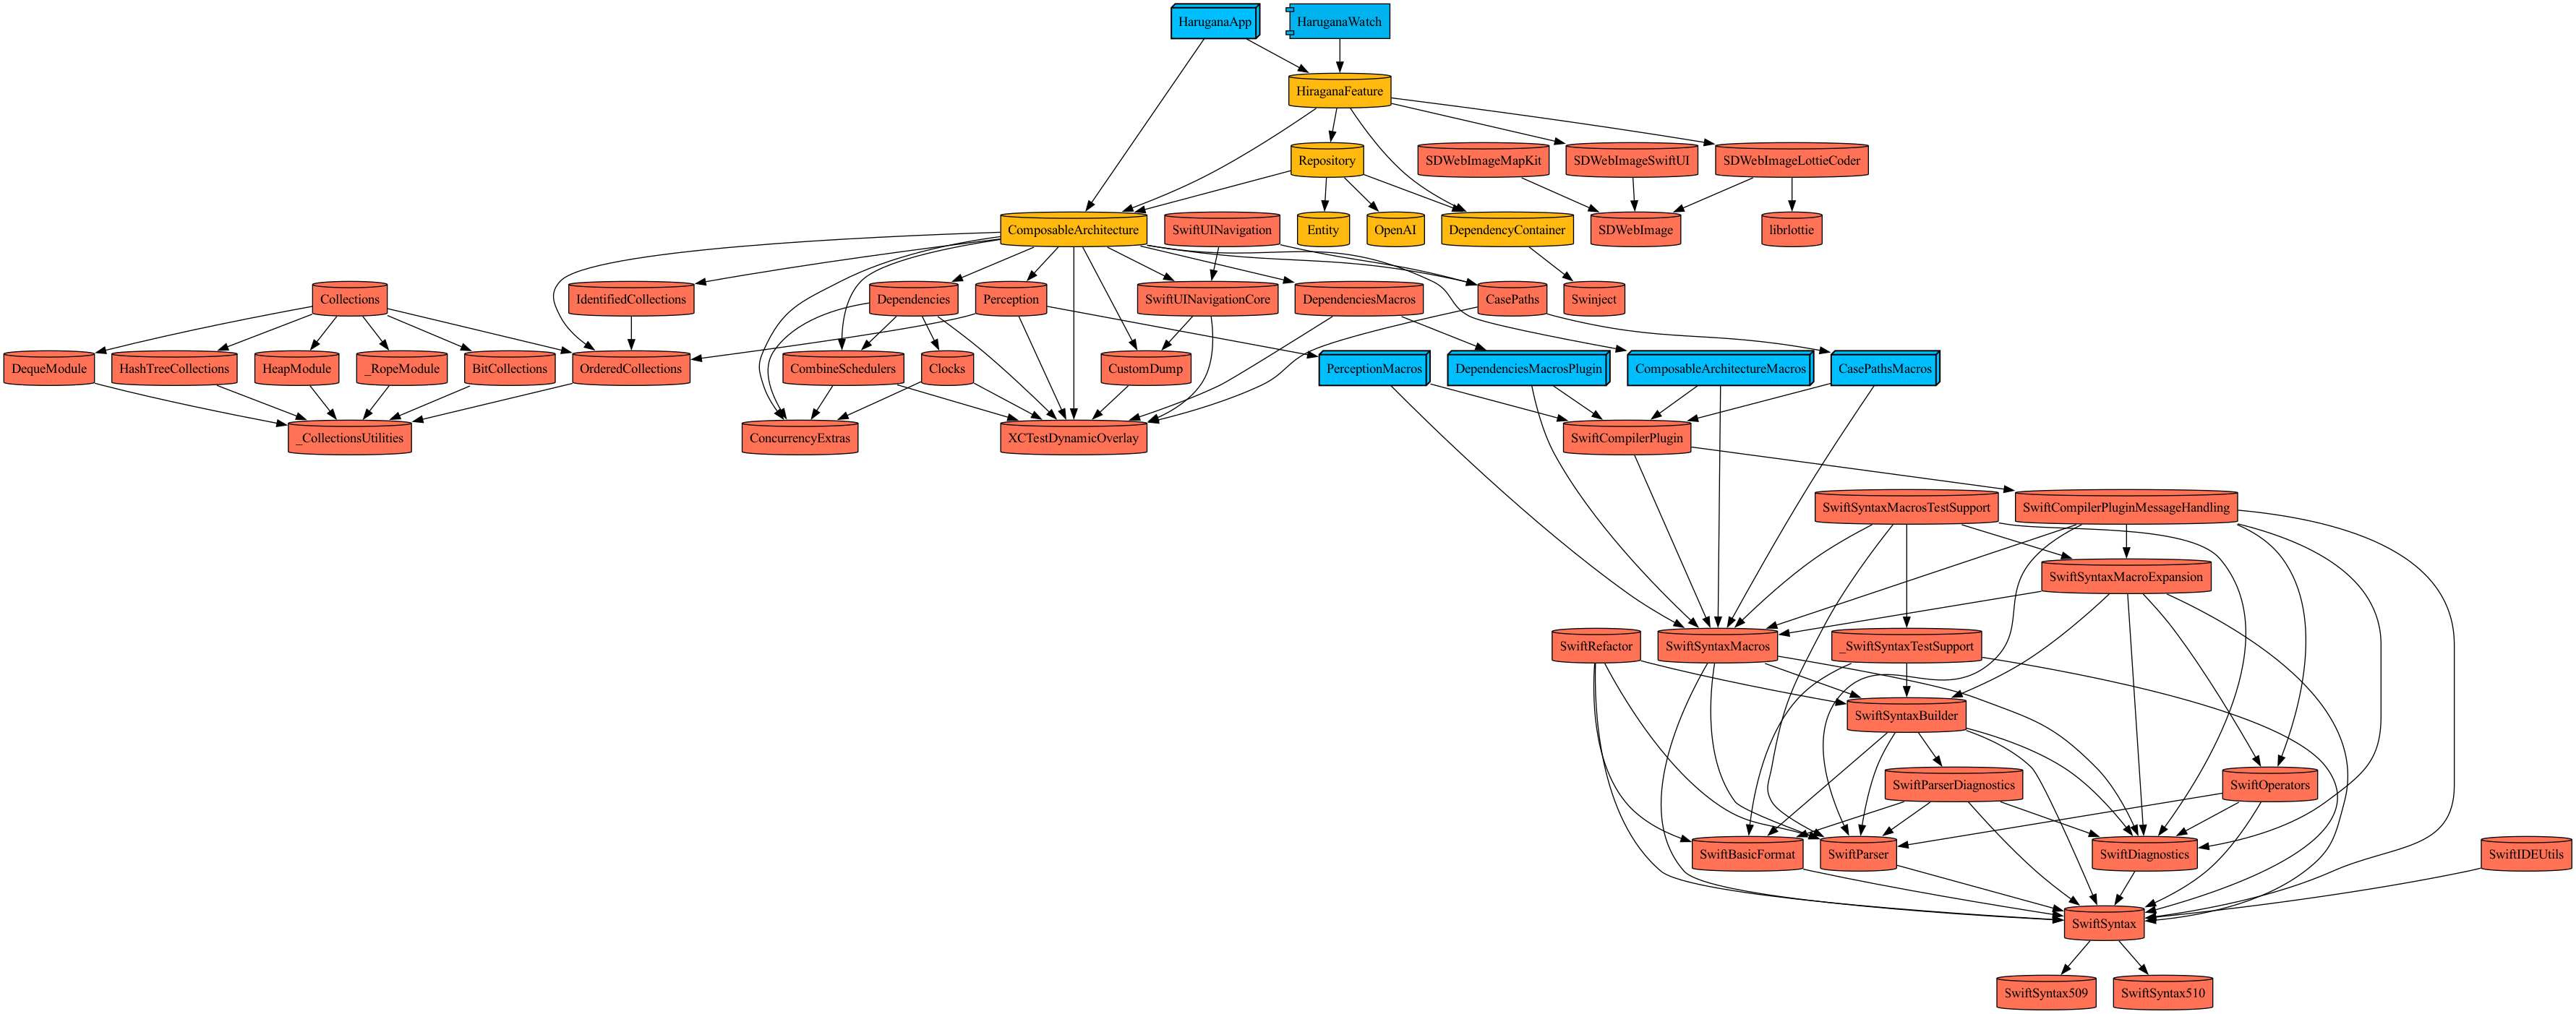 HaruganaApp
HaruganaWatch
HiraganaFeature
Repository
SDWebImageMapKit
SDWebImageSwiftUI
SDWebImageLottieCoder
ComposableArchitecture
SwiftUINavigation
Entity
OpenAI
DependencyContainer
SDWebImage
librlottie
Collections
IdentifiedCollections
Dependencies
Perception
SwiftUINavigationCore
DependenciesMacros
CasePaths
Swinject
DequeModule
HashTreeCollections
HeapModule
_RopeModule
BitCollections
OrderedCollections
CombineSchedulers
Clocks
CustomDump
PerceptionMacros
DependenciesMacrosPlugin
ComposableArchitectureMacros
CasePathsMacros
_CollectionsUtilities
ConcurrencyExtras
XCTestDynamicOverlay
SwiftCompilerPlugin
SwiftSyntaxMacrosTestSupport
SwiftCompilerPluginMessageHandling
SwiftSyntaxMacroExpansion
SwiftRefactor
SwiftSyntaxMacros
_SwiftSyntaxTestSupport
SwiftSyntaxBuilder
SwiftParserDiagnostics
SwiftOperators
SwiftBasicFormat
SwiftParser
SwiftDiagnostics
SwiftIDEUtils
SwiftSyntax
SwiftSyntax509
SwiftSyntax510